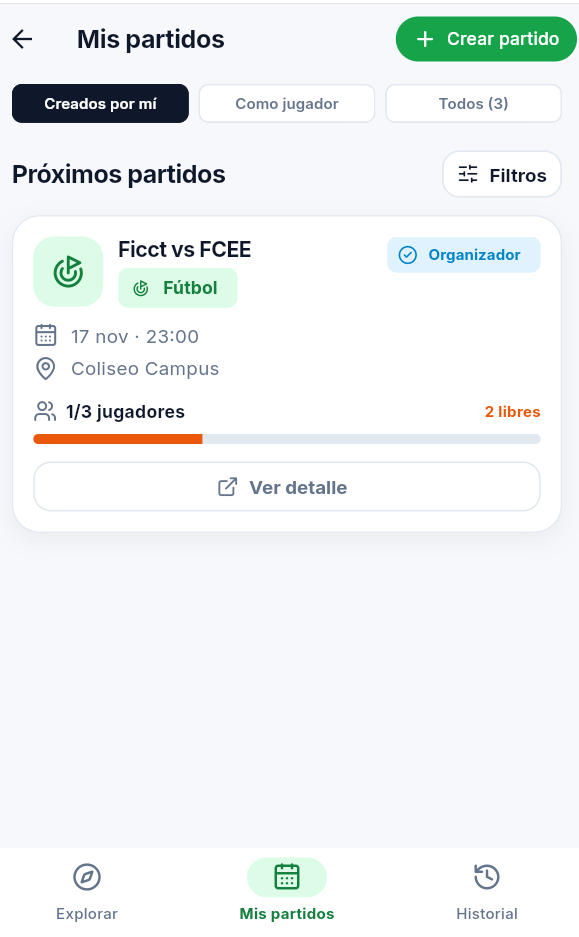 Mis partidos
Crear partido
Creados por mí
Como jugador
Todos (3)
Próximos partidos
Filtros
Ficct vs FCEE
Organizador
Fútbol
17 nov · 23:00
Coliseo Campus
1/3 jugadores
2 libres
Ver detalle
Explorar
Mis partidos
Historial